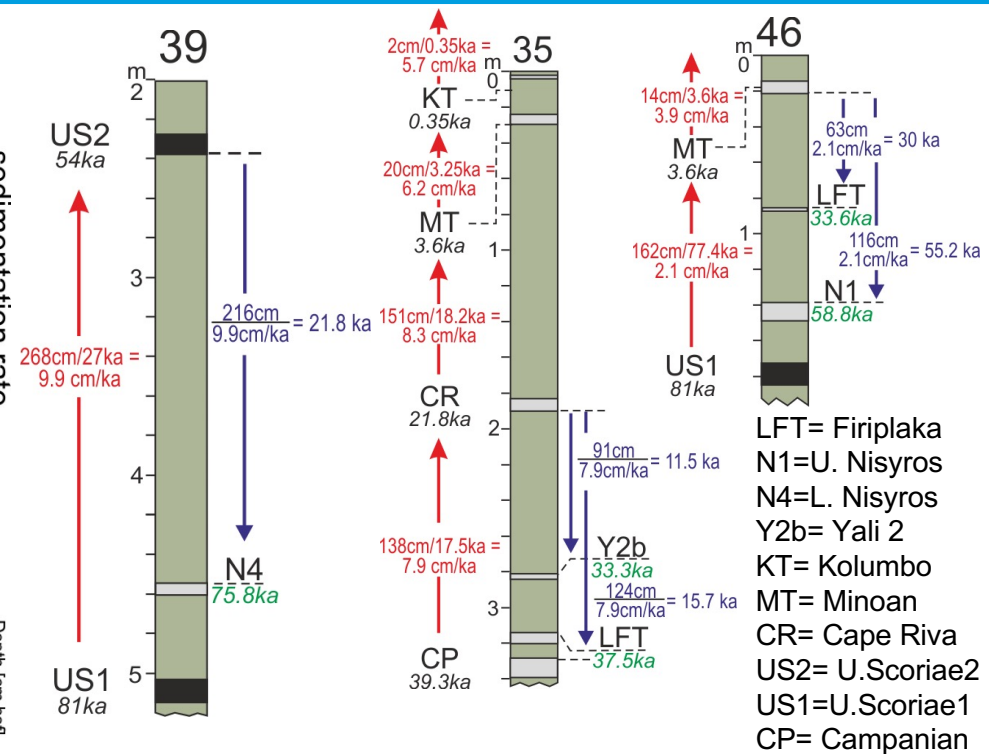 39
m
2
US2
54ka
3
216cm
9.9cm/ka
= 21.8 ka
268cm/27ka =
9.9 cm/ka
4
N4
75.8ka
US1
81ka
5
35
m
0
2cm/0.35ka =
5.7 cm/ka
KT
0.35ka
20cm/3.25ka =
6.2 cm/ka
MT
3.6ka
1
151cm/18.2ka =
8.3 cm/ka
CR
21.8ka
2
91cm
7.9cm/ka
= 11.5 ka
138cm/17.5ka =
7.9 cm/ka
Y2b
33.3ka
124cm
7.9cm/ka
= 15.7 ka
3
LFT
37.5ka
CP
39.3ka
46
m
0
14cm/3.6ka =
3.9 cm/ka
MT
3.6ka
63cm
2.1cm/ka
= 30 ka
LFT
33.6ka
1
162cm/77.4ka =
2.1 cm/ka
116cm
2.1cm/ka
= 55.2 ka
N1
58.8ka
US1
81ka
LFT= Firiplaka
N1=U. Nisyros
N4=L. Nisyros
Y2b= Yali 2
KT= Kolumbo
MT= Minoan
CR= Cape Riva
US2= U.Scoriae2
US1=U.Scoriae1
CP= Campanian
sedimentation rate